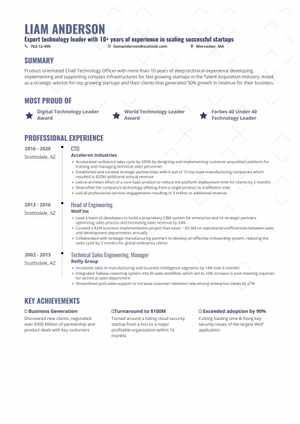 LIAM ANDERSON
Expert technology leader with 10+ years of experience in scaling successful startups
762-12-400 liamanderson@outlook.com Worcester, MA
SUMMARY
Product-orientated Chief Technology Officer with more than 10 years of deep technical experience developing,
implementing and supporting complex infrastructures for fast growing startups in the Talent Acquisition industry. Acted
as a strategic advisor for top-growing startups and their clients that generated 50% growth in revenue for their business.
MOST PROUD OF
Digital Technology Leader Award
World Technology Leader Award
Forbes 40 Under 40 Technology Leader
PROFESSIONAL EXPERIENCE
2016 - 2020
Scottsdale, AZ
CTO
Acceleron Industries
Accelerated outbound sales cycle by 350% by designing and implementing customer acquisition platform for
training and managing technical sales personnel
Established and curated strategic partnerships with 6 out of 10 top state manufacturing companies which
resulted in $20M additional annual revenue
Led re-architect effort of a core SaaS product to reduce the platform deployment time for clients by 2 months
Diversified the company's technology offering from a single product to 4 different ones
Led all professional services engagements resulting in 3 million in additional revenue
2013 - 2016
Scottsdale, AZ
Head of Engineering
Wolf Inc
Lead a team of developers to build a proprietary CRM system for enterprise and its strategic partners,
optimizing sales process and increasing sales revenue by 23%
Curated a $2M business implementation project that saves ~ $3.5M on operational inefficiencies between sales
and development departments annually
Collaborated with strategic manufacturing partners to develop an effective onboarding system, reducing the
sales cycle by 3 months for global enterprise clients
2002 - 2013
Scottsdale, AZ
Technical Sales Engineering, Manager
Reilly Group
Increased sales in manufacturing and business intelligence segments by 14% over 6 months
Integrated Tableau reporting system into BI sales workflow, which led to 23% increase in post-meeting inquiries
for technical sales department
Streamlined post-sales support to increase customer retention rate among enterprise clients by 27%
KEY ACHIEVEMENTS
Business Generation
Discovered new clients, negotiated
over $500 Million of partnership and
product deals with key customers
Turnaround to $100M
Turned around a failing cloud security
startup from a loss to a major
profitable organization within 12
months
Exceeded adoption by 90%
Cutting leading time & fixing key
security issues of the largest Wolf
application